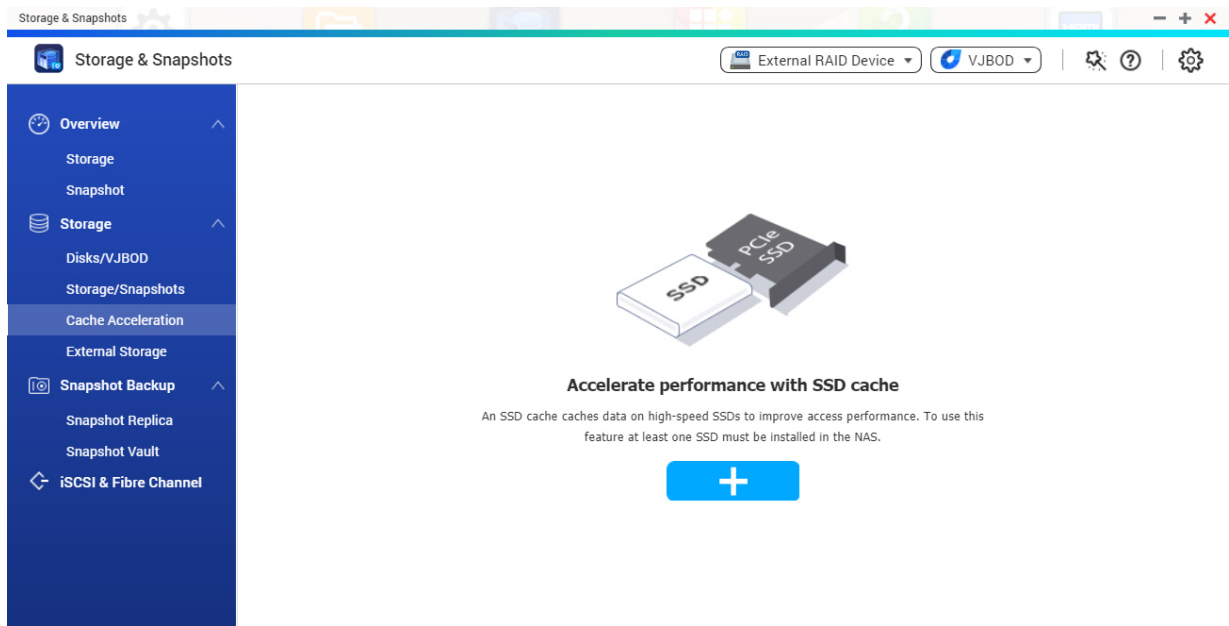 Storage & Snapshots
Storage & Snapshots
External RAID Device
VJBOD
Overview
Storage
Snapshot
Storage
Disks/VJBOD
Storage/Snapshots
Cache Acceleration
External Storage
Snapshot Backup
Snapshot Replica
Snapshot Vault
iSCSI & Fibre Channel
PCIe
SSD
SSD
Accelerate performance with SSD cache
An SSD cache caches data on high-speed SSDs to improve access performance. To use this
feature at least one SSD must be installed in the NAS.